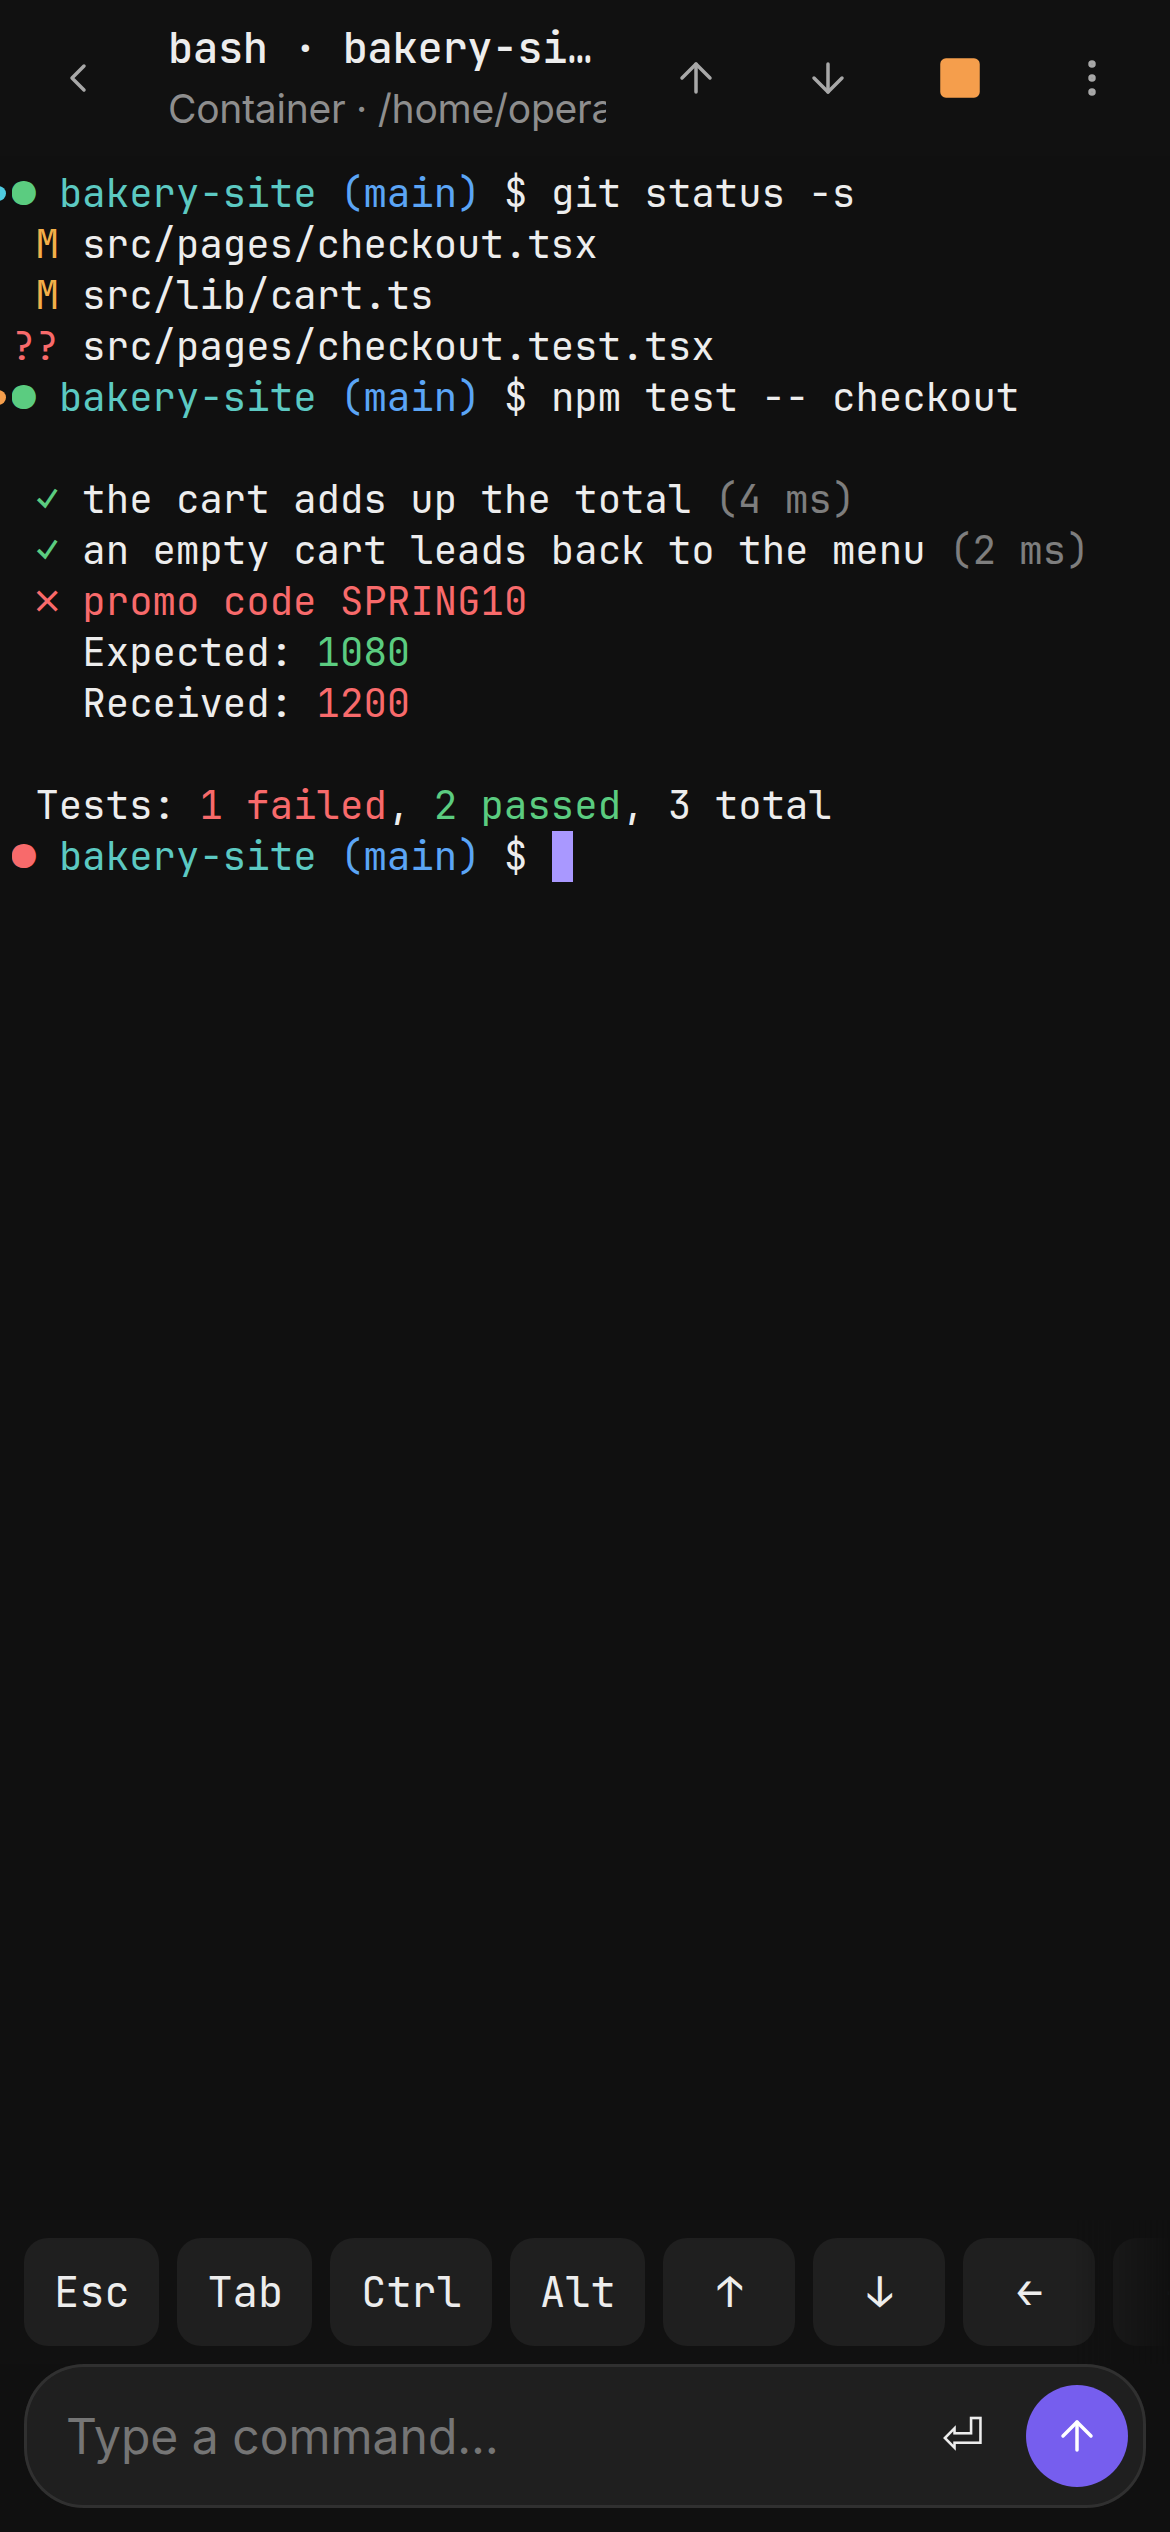 bash · bakery-si…
Container · /home/opera
bakery-site (main) $ git status -s
M src/pages/checkout.tsx
M src/lib/cart.ts
?? src/pages/checkout.test.tsx
bakery-site (main) $ npm test -- checkout
✓ the cart adds up the total (4 ms)
✓ an empty cart leads back to the menu (2 ms)
✕ promo code SPRING10
Expected: 1080
Received: 1200
Tests: 1 failed, 2 passed, 3 total
bakery-site (main) $
Esc Tab Ctrl Alt ↑ ↓ ←
Type a command…